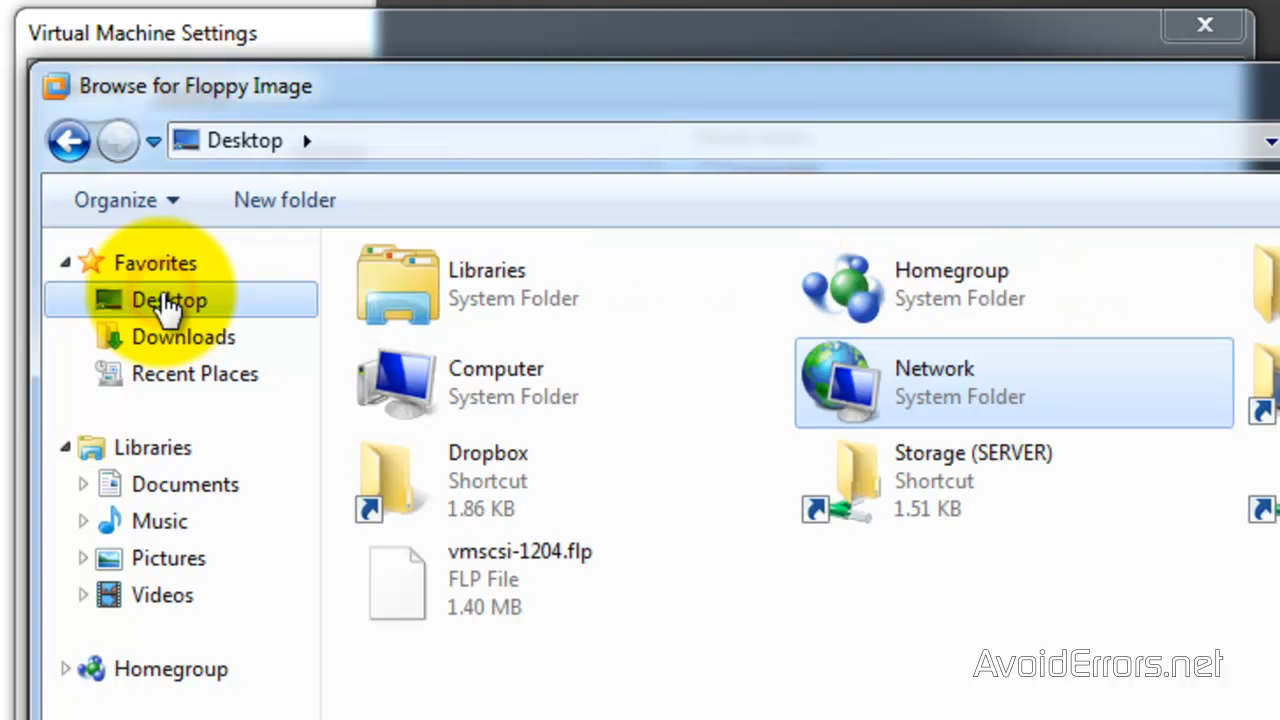 Virtual Machine Settings
X
Browse for Floppy Image
Desktop
Organize
New folder
Favorites
Desktop
Downloads
Recent Places
Libraries
Documents
Music
Pictures
Videos
Homegroup
Libraries
System Folder
Homegroup
System Folder
Computer
System Folder
Network
System Folder
Dropbox
Shortcut
1.86 KB
Storage (SERVER)
Shortcut
1.51 KB
vmscsi-1204.flp
FLP File
1.40 MB
AvoidErrors.net